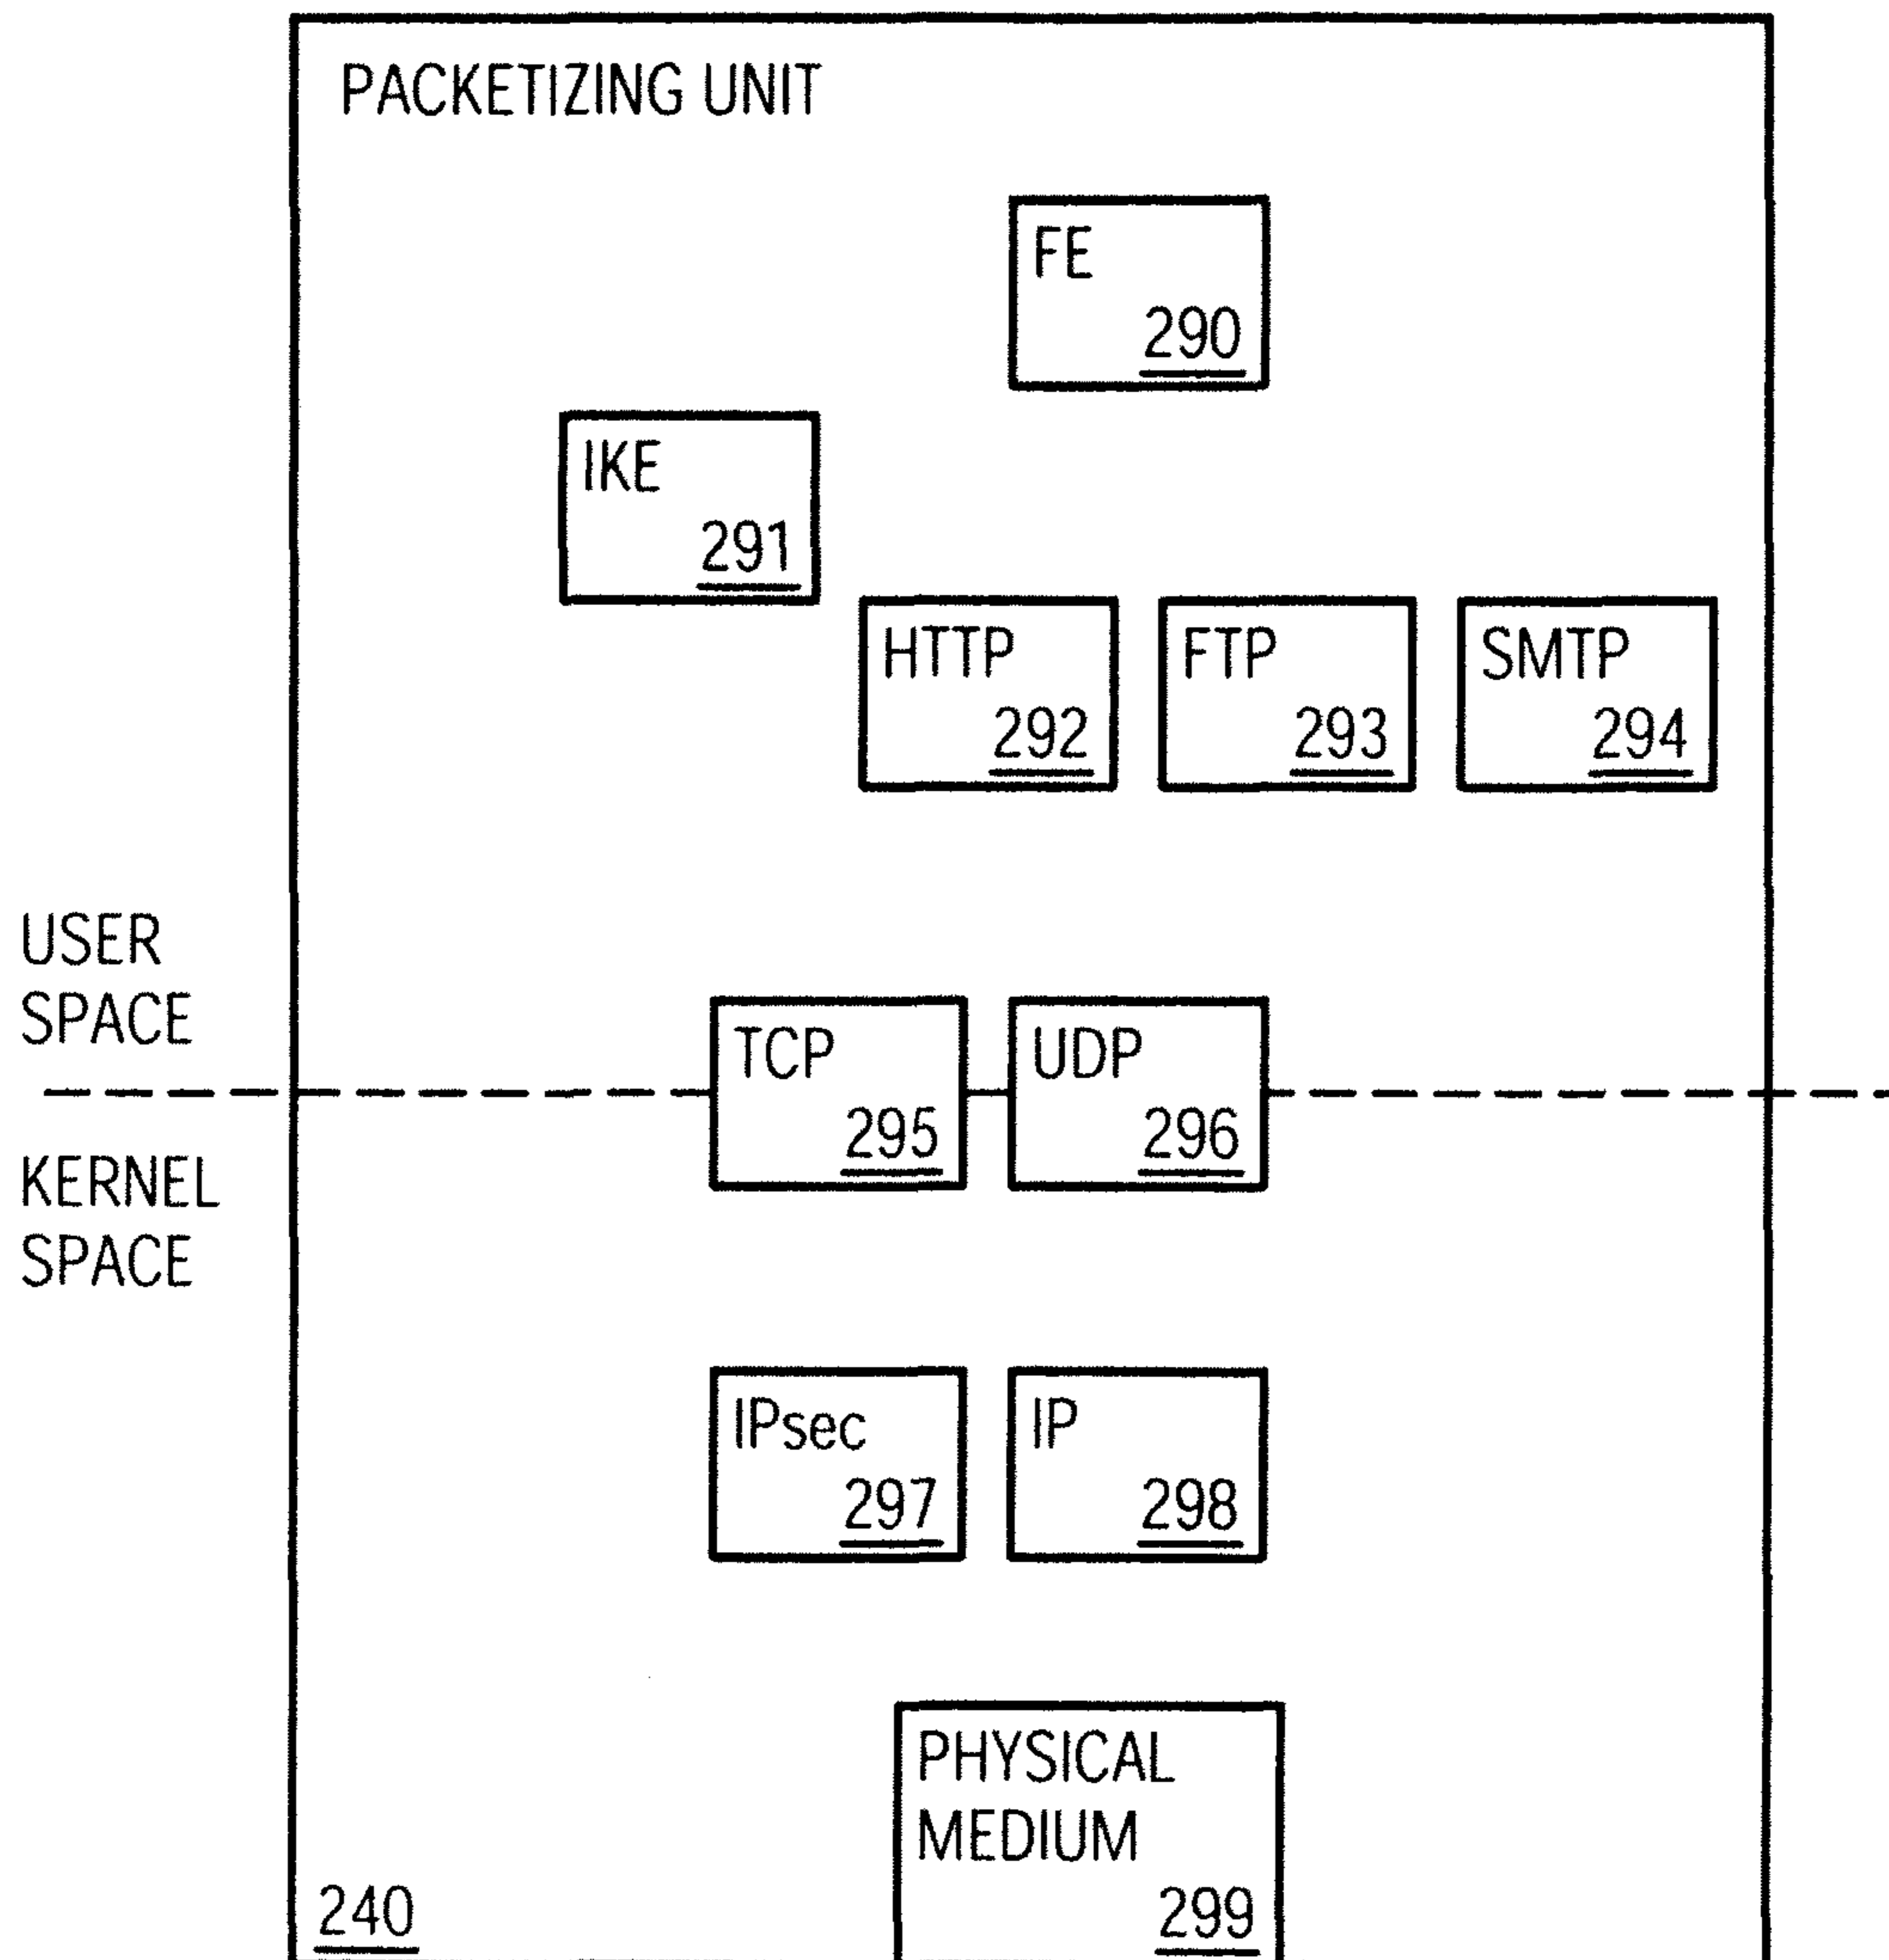 PACKETIZING UNIT
FE
290
IKE
291
HTTP
292
FTP
293
SMTP
294
USER
SPACE
TCP
295
UDP
296
KERNEL
SPACE
IPsec
297
IP
298
PHYSICAL
MEDIUM
299
240